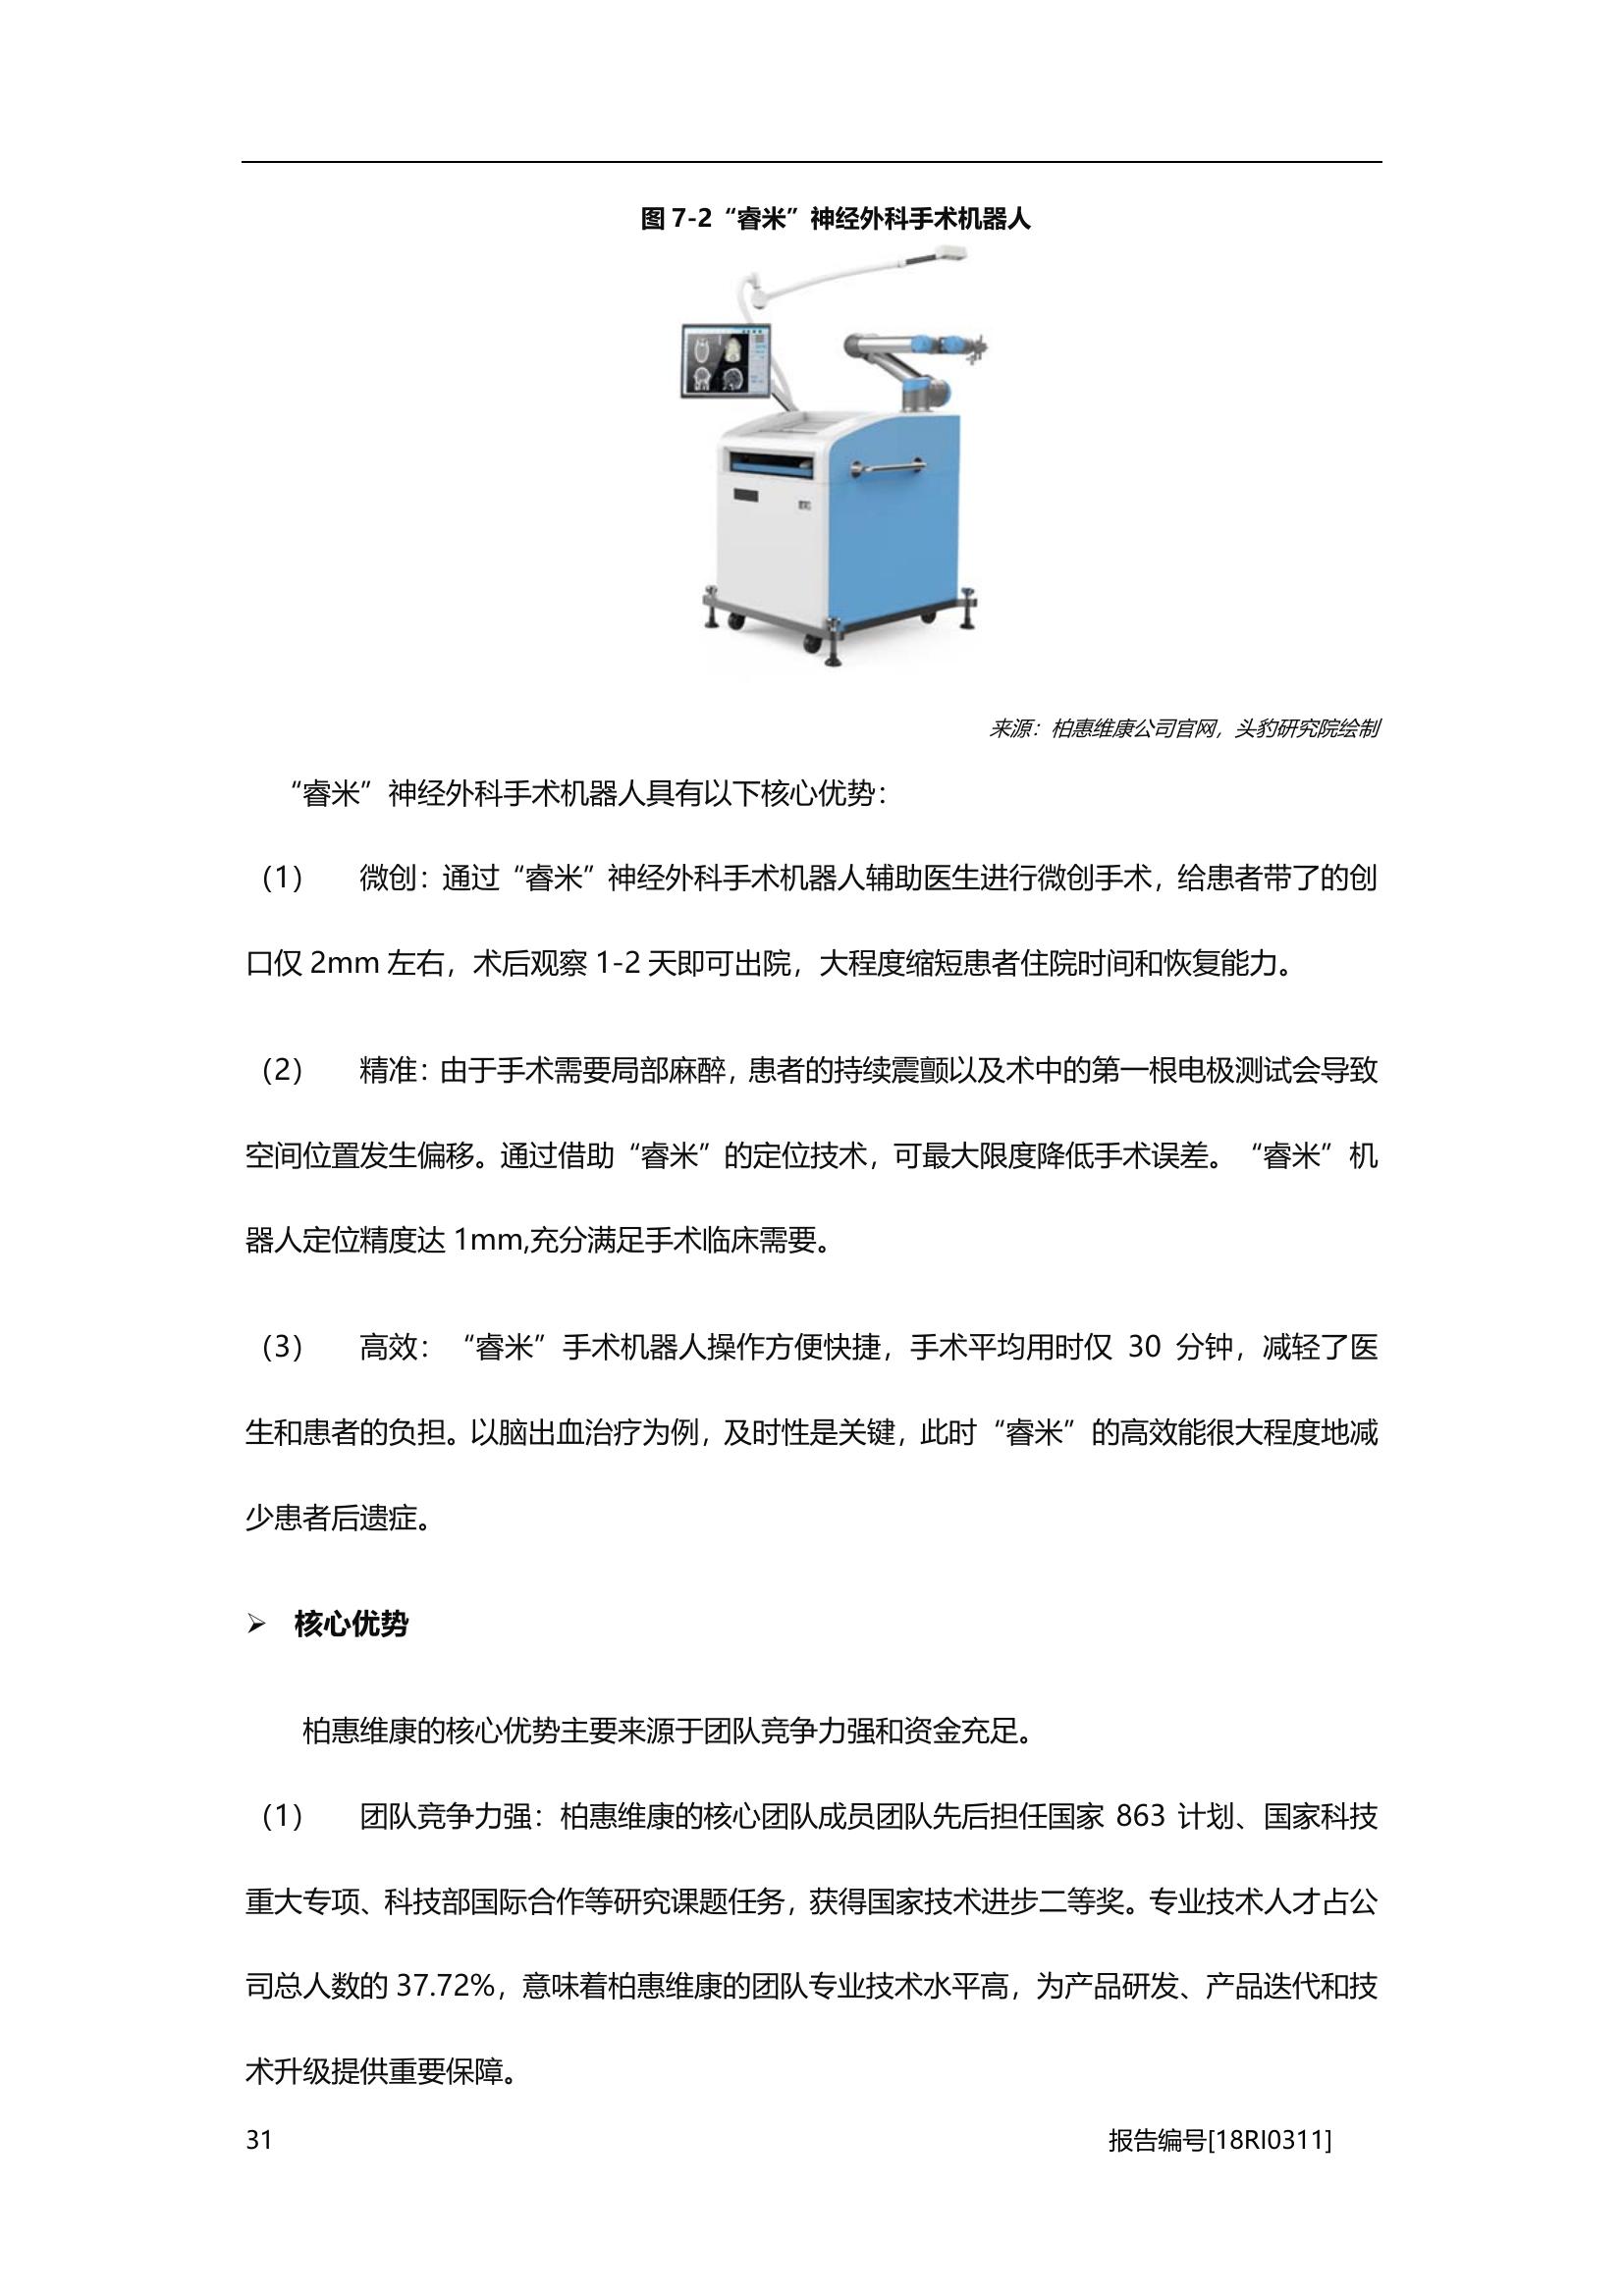 图 7-2“睿米”神经外科手术机器人
来源：柏惠维康公司官网，头豹研究院绘制
“睿米”神经外科手术机器人具有以下核心优势：
（1） 微创：通过“睿米”神经外科手术机器人辅助医生进行微创手术，给患者带了的创
口仅 2mm 左右，术后观察 1-2 天即可出院，大程度缩短患者住院时间和恢复能力。
（2） 精准：由于手术需要局部麻醉，患者的持续震颤以及术中的第一根电极测试会导致
空间位置发生偏移。通过借助“睿米”的定位技术，可最大限度降低手术误差。“睿米”机
器人定位精度达 1mm,充分满足手术临床需要。
（3） 高效：“睿米”手术机器人操作方便快捷，手术平均用时仅 30 分钟，减轻了医
生和患者的负担。以脑出血治疗为例，及时性是关键，此时“睿米”的高效能很大程度地减
少患者后遗症。
➢ 核心优势
柏惠维康的核心优势主要来源于团队竞争力强和资金充足。
（1） 团队竞争力强：柏惠维康的核心团队成员团队先后担任国家 863 计划、国家科技
重大专项、科技部国际合作等研究课题任务，获得国家技术进步二等奖。专业技术人才占公
司总人数的 37.72%，意味着柏惠维康的团队专业技术水平高，为产品研发、产品迭代和技
术升级提供重要保障。
31 报告编号[18RI0311]